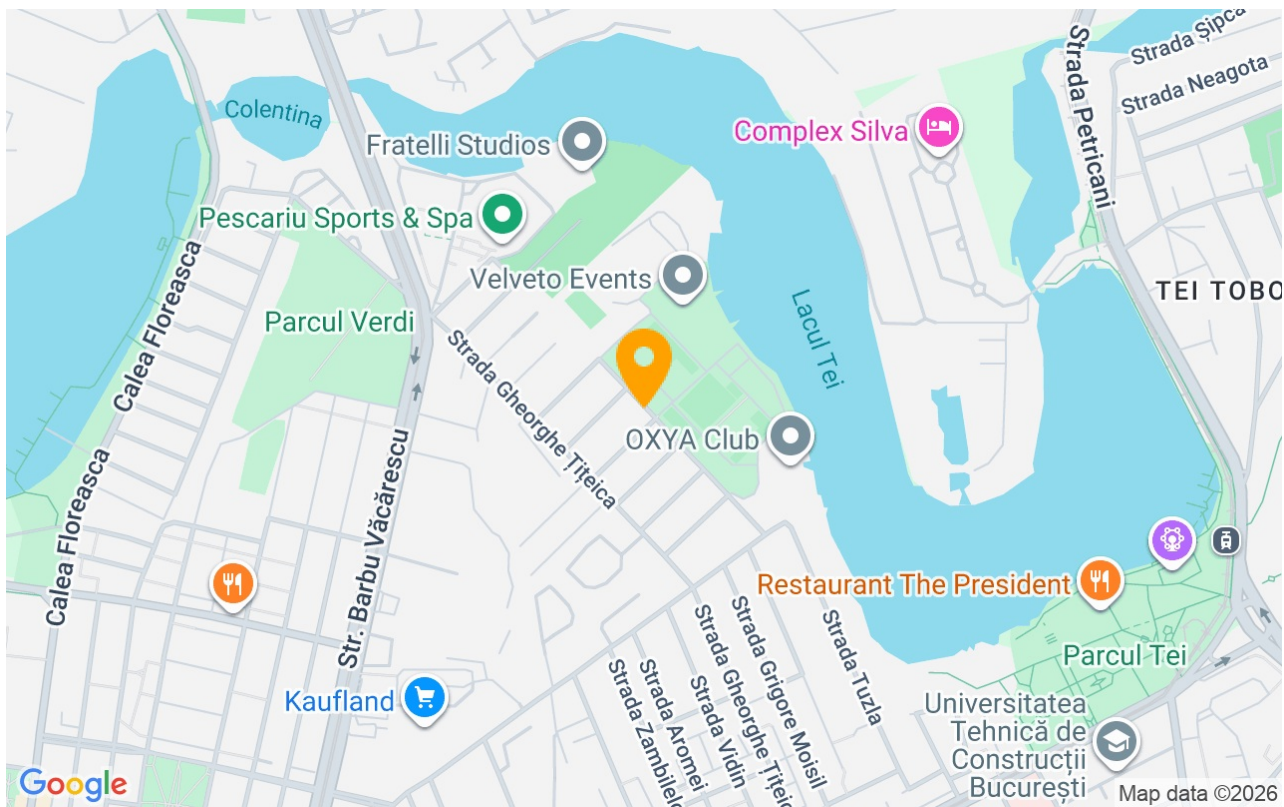 Strada Șipca
Strada Neagota
Strada Petricani
Colentina
Complex Silva
Fratelli Studios
Pescariu Sports & Spa
Calea Floreasca
Velveto Events
TEI TOBO
Parcul Verdi
Lacul Tei
Strada Gheorghe Țițeica
OXYA Club
Calea Floreasca
Str. Barbu Văcărescu
Restaurant The President
Strada Tuzla
Strada Grigore Moisil
Strada Gheorghe Țițeic
Strada Vidin
Strada Aromei
Strada Zambilelo
Parcul Tei
Kaufland
Universitatea
Tehnică de
Construcții
București
Google
Map data ©2026